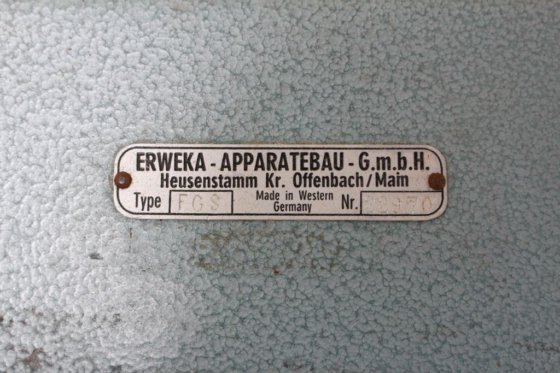 ERWEKA - APPARATEBAU - G.m.b.H.
Heusenstamm Kr. Offenbach/Main
Type FGS Made in Western Germany Nr.